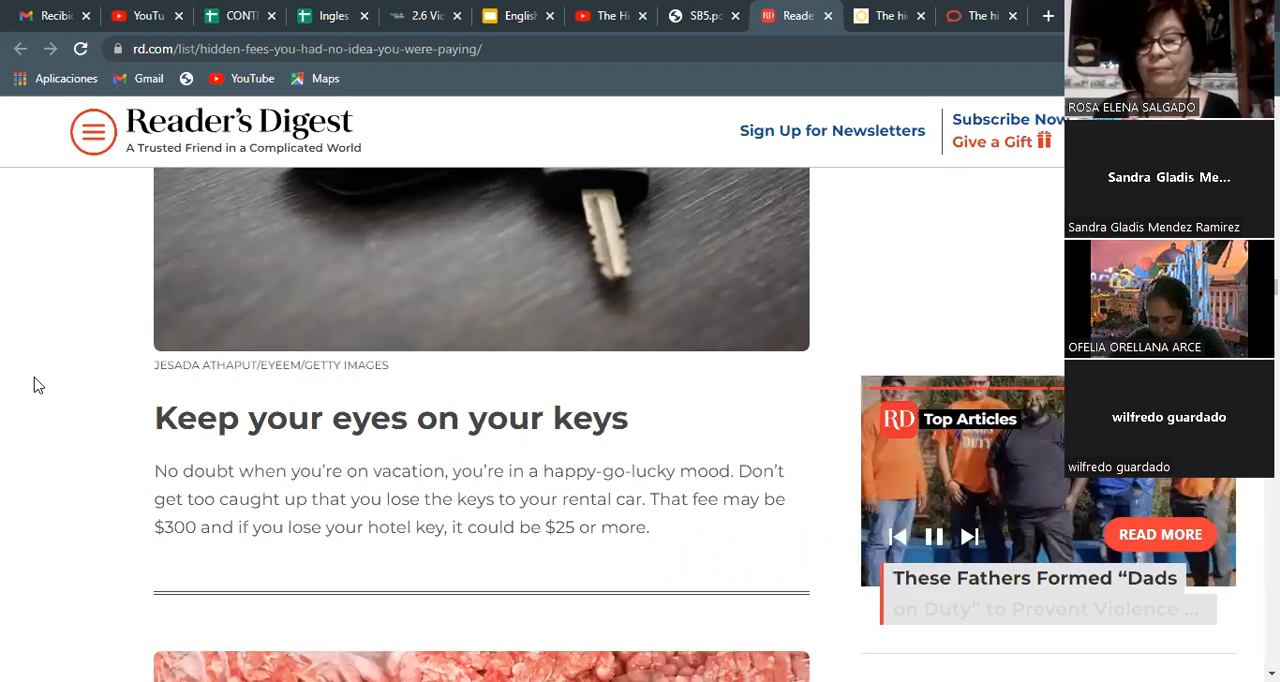 Recibic
YouTu
CONTI
Ingles
2.6 Vic
English
The Hi
SB5.pc
Reade
The hi
The hi
rd.com/list/hidden-fees-you-had-no-idea-you-were-paying/
Aplicaciones
Gmail
YouTube
Maps
Reader's Digest
A Trusted Friend in a Complicated World
Sign Up for Newsletters
Subscribe Now
Give a Gift
JESADA ATHAPUT/EYEEM/GETTY IMAGES
Keep your eyes on your keys
No doubt when you're on vacation, you're in a happy-go-lucky mood. Don't
get too caught up that you lose the keys to your rental car. That fee may be
$300 and if you lose your hotel key, it could be $25 or more.
RD Top Articles
READ MORE
These Fathers Formed “Dads
on Duty” to Prevent Violence ...
ROSA ELENA SALGADO
Sandra Gladis Me...
Sandra Gladis Mendez Ramirez
OFELIA ORELLANA ARCE
wilfredo guardado
wilfredo guardado